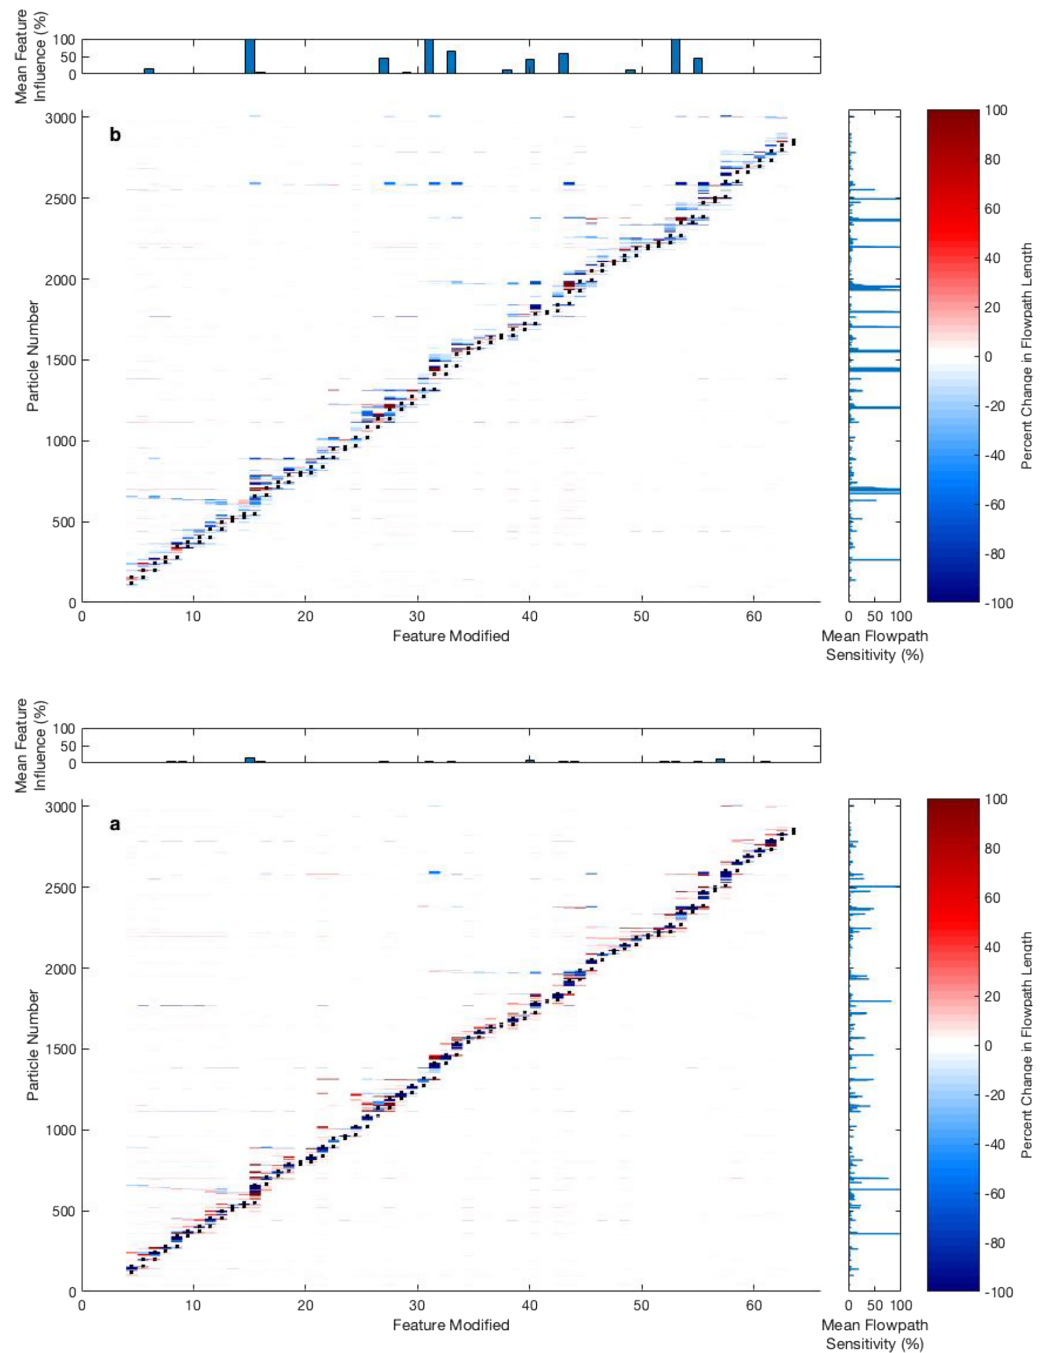 Mean Feature
Influence (%)
100
50
0
b
3000
2500
2000
1500
1000
500
0
Particle Number
0 10 20 30 40 50 60
Feature Modified
0 50 100
Mean Flowpath
Sensitivity (%)
100
80
60
40
20
0
-20
-40
-60
-80
-100
Percent Change in Flowpath Length
Mean Feature
Influence (%)
100
50
0
a
3000
2500
2000
1500
1000
500
0
Particle Number
0 10 20 30 40 50 60
Feature Modified
0 50 100
Mean Flowpath
Sensitivity (%)
100
80
60
40
20
0
-20
-40
-60
-80
-100
Percent Change in Flowpath Length